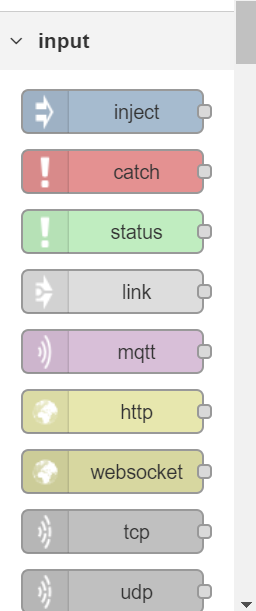 input
inject
catch
status
link
mqtt
http
websocket
tcp
udp